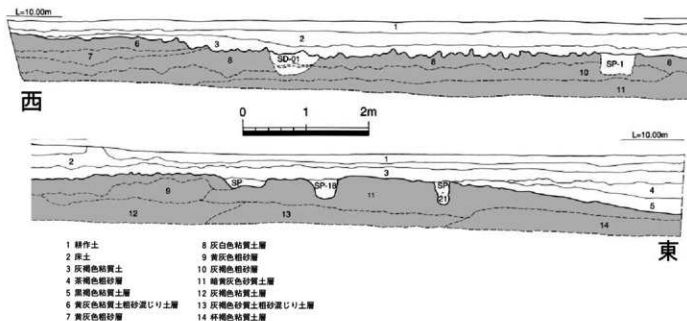 L=10.00m
1
6
3
2
7
8
SD-01
8
SP-1
6
10
11
西
0 1 2m
L=10.00m
2
1
3
SP
SP-18
SP-21
9
11
4
5
12
13
14
東
1 耕作土
2 床土
3 灰褐色粘質土
4 茶褐色粗砂層
5 黒褐色粘質土層
6 黄灰色粘質土粗砂混じり土層
7 黄灰色粗砂層
8 灰白色粘質土層
9 黄灰色粗砂層
10 灰褐色粗砂層
11 暗黄灰色砂質土層
12 灰褐色粘質土層
13 灰褐色砂質土粗砂混じり土層
14 杯褐色粘質土層